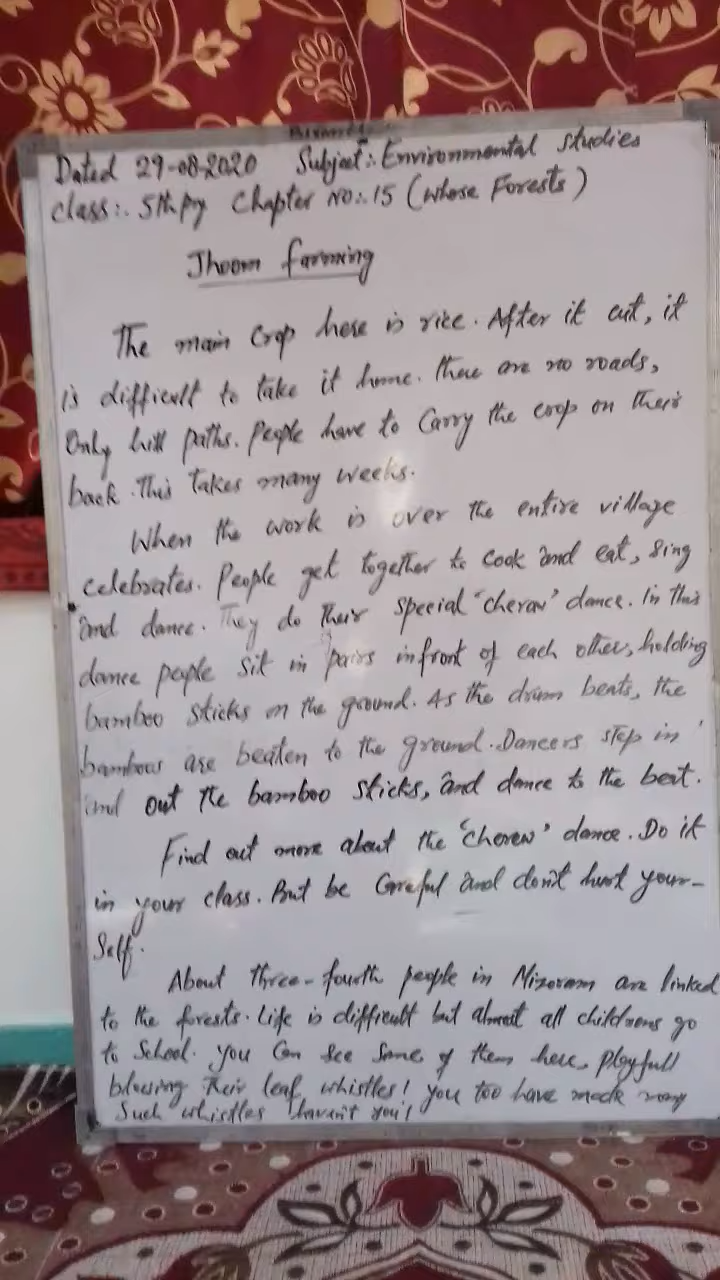 Dated 29-08-2020 Subject:. Environmental studies
Class:. 5th py Chapter No:. 15 (Whose Forests)
Jhoom farming
The main Crop here is rice. After it cut, it
is difficult to take it home. there are no roads,
Only hill paths. People have to Carry the crop on their
back. This takes many weeks.
When the work is over the entire village
celebrates. People get together to cook and eat, sing
and dance. They do their special 'cheraw' dance. In this
dance people sit in pairs infront of each other, holding
bamboo sticks on the ground. As the drum beats, the
bamboos are beaten to the ground. Dancers step in
and out the bamboo sticks, and dance to the beat.
Find out more about the 'cherew' dance. Do it
in your class. But be Careful and don't hurt your-
Self.
About three-fourth people in Mizoram are linked
to the forests. Life is difficult but almost all childrens go
to School. You Can see Some of them here, Playfull
blowing their leaf whistles! You too have made many
Such whistles haven't you!